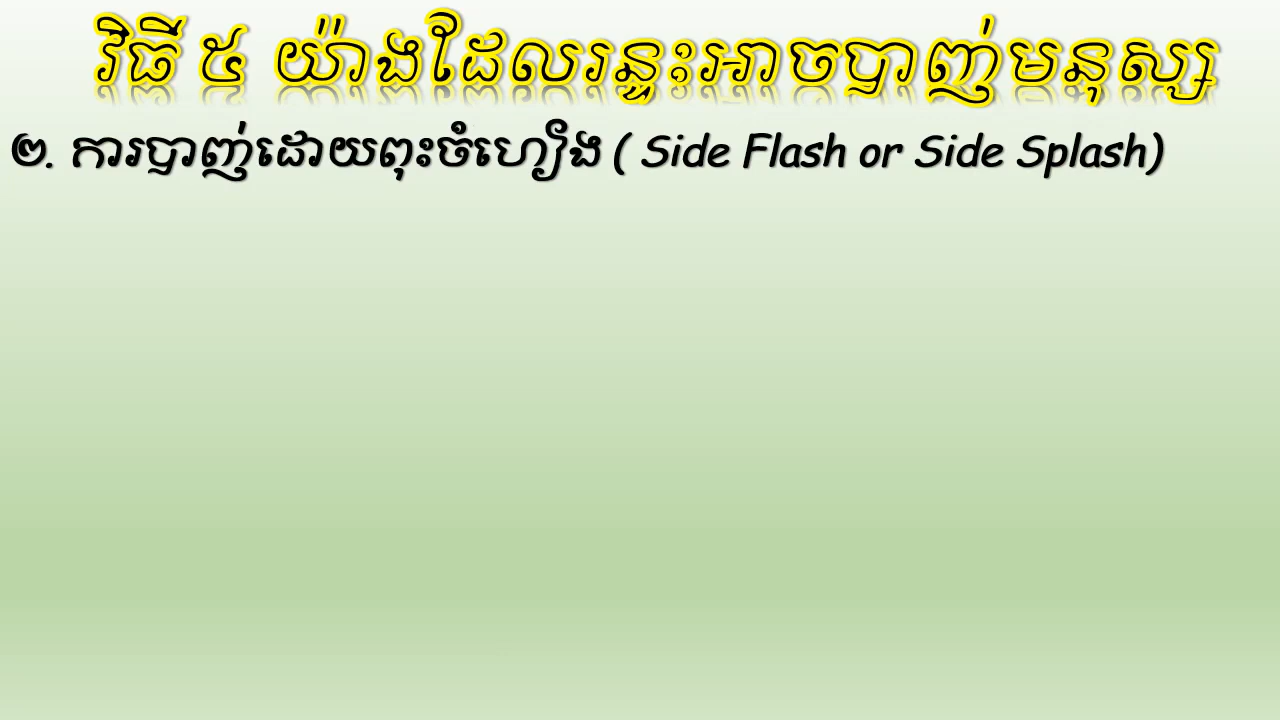 វិធី ៥ យ៉ាងដែលរន្ទះអាចបាញ់មនុស្ស
២. ការបាញ់ដោយពុះចំហៀង ( Side Flash or Side Splash)